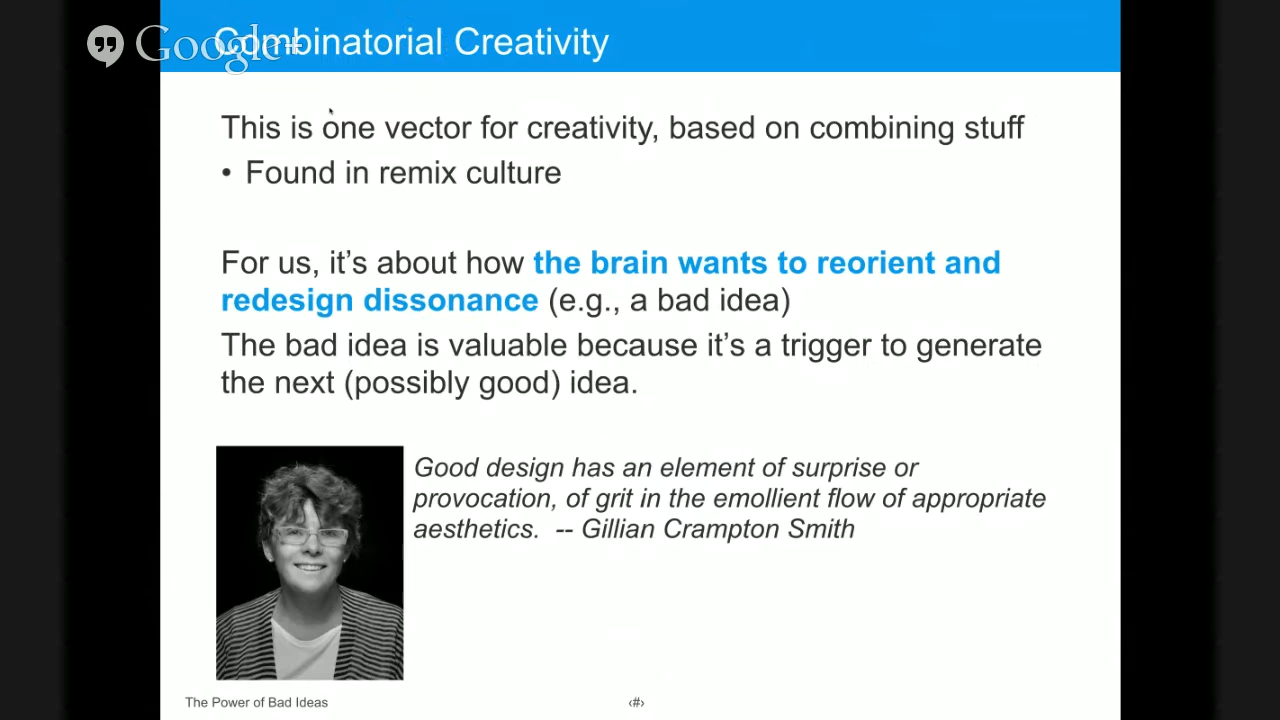 Google+
Combinatorial Creativity
This is one vector for creativity, based on combining stuff
• Found in remix culture
For us, it’s about how the brain wants to reorient and
redesign dissonance (e.g., a bad idea)
The bad idea is valuable because it’s a trigger to generate
the next (possibly good) idea.
Good design has an element of surprise or
provocation, of grit in the emollient flow of appropriate
aesthetics.  -- Gillian Crampton Smith
The Power of Bad Ideas
‹#›